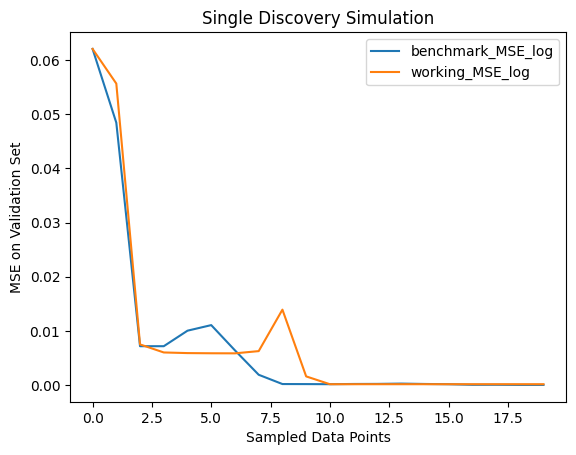 Single Discovery Simulation
benchmark_MSE_log
working_MSE_log
MSE on Validation Set
0.06
0.05
0.04
0.03
0.02
0.01
0.00
0.0 2.5 5.0 7.5 10.0 12.5 15.0 17.5
Sampled Data Points